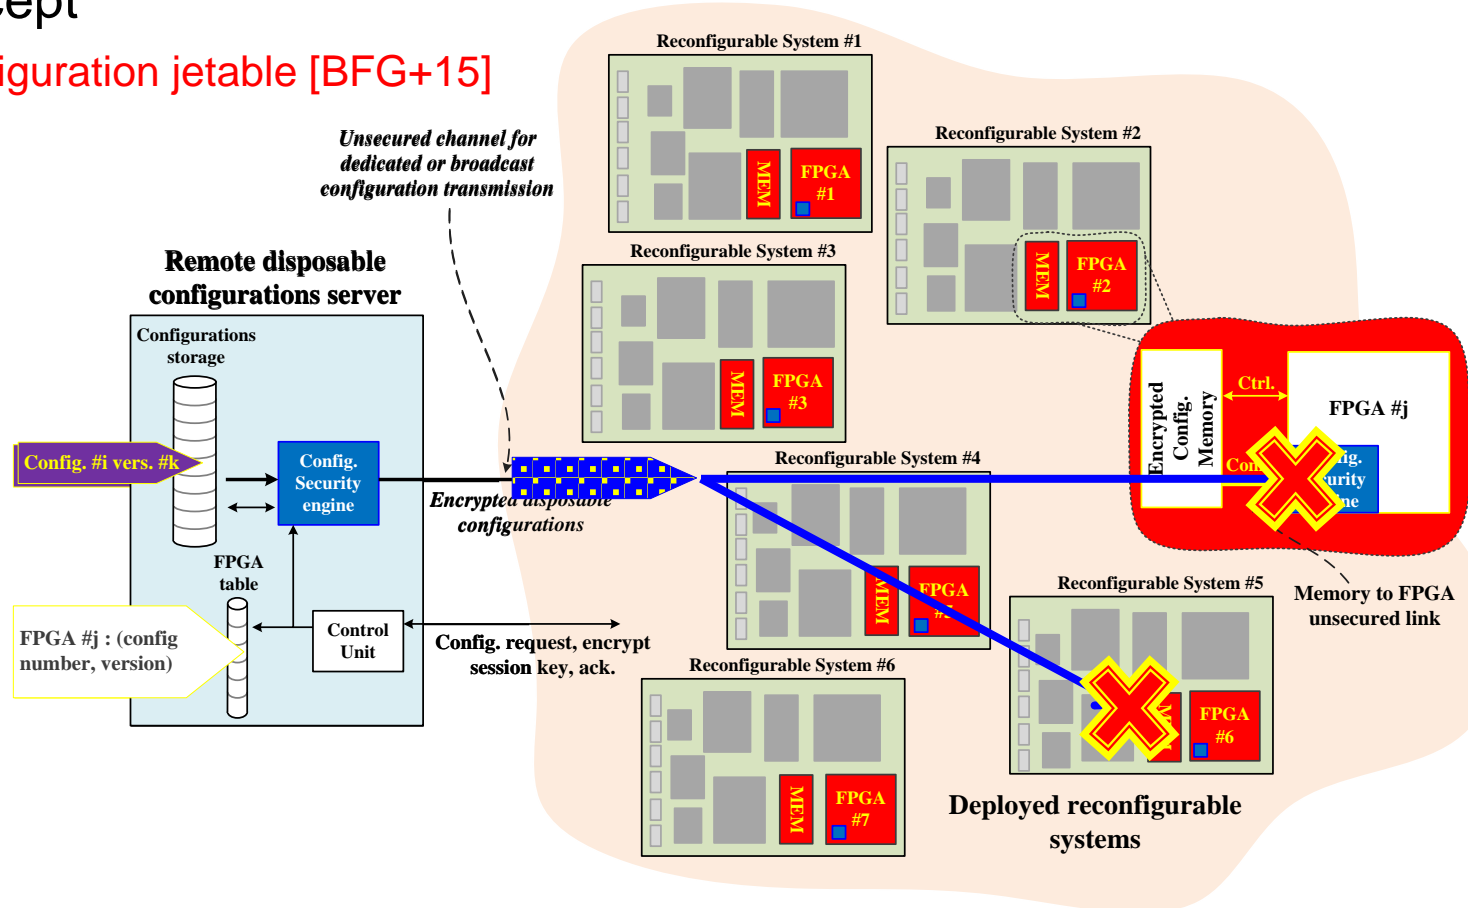 cept
iguration jetable [BFG+15]
Unsecured channel for
dedicated or broadcast
configuration transmission
Remote disposable
configurations server
Configurations
storage
Config. #i vers. #k
Config.
Security
engine
Encrypted disposable
configurations
FPGA
table
FPGA #j : (config
number, version)
Control
Unit
Config. request, encrypt
session key, ack.
Reconfigurable System #1
MEM
FPGA
#1
Reconfigurable System #2
MEM
FPGA
#2
Reconfigurable System #3
MEM
FPGA
#3
Encrypted
Config.
Memory
Ctrl.
FPGA #j
Memory to FPGA
unsecured link
Reconfigurable System #4
MEM
FPGA
Reconfigurable System #5
FPGA
#6
Reconfigurable System #6
MEM
FPGA
#7
Deployed reconfigurable
systems